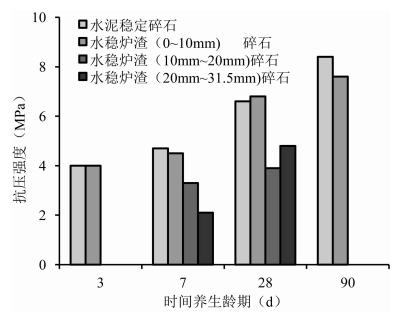 10
8
6
4
2
0
抗压强度（MPa）
水泥稳定碎石
水稳炉渣（0~10mm） 碎石
水稳炉渣（10mm~20mm)碎石
水稳炉渣（20mm~31.5mm)碎石
3 7 28 90
时间养生龄期（d）